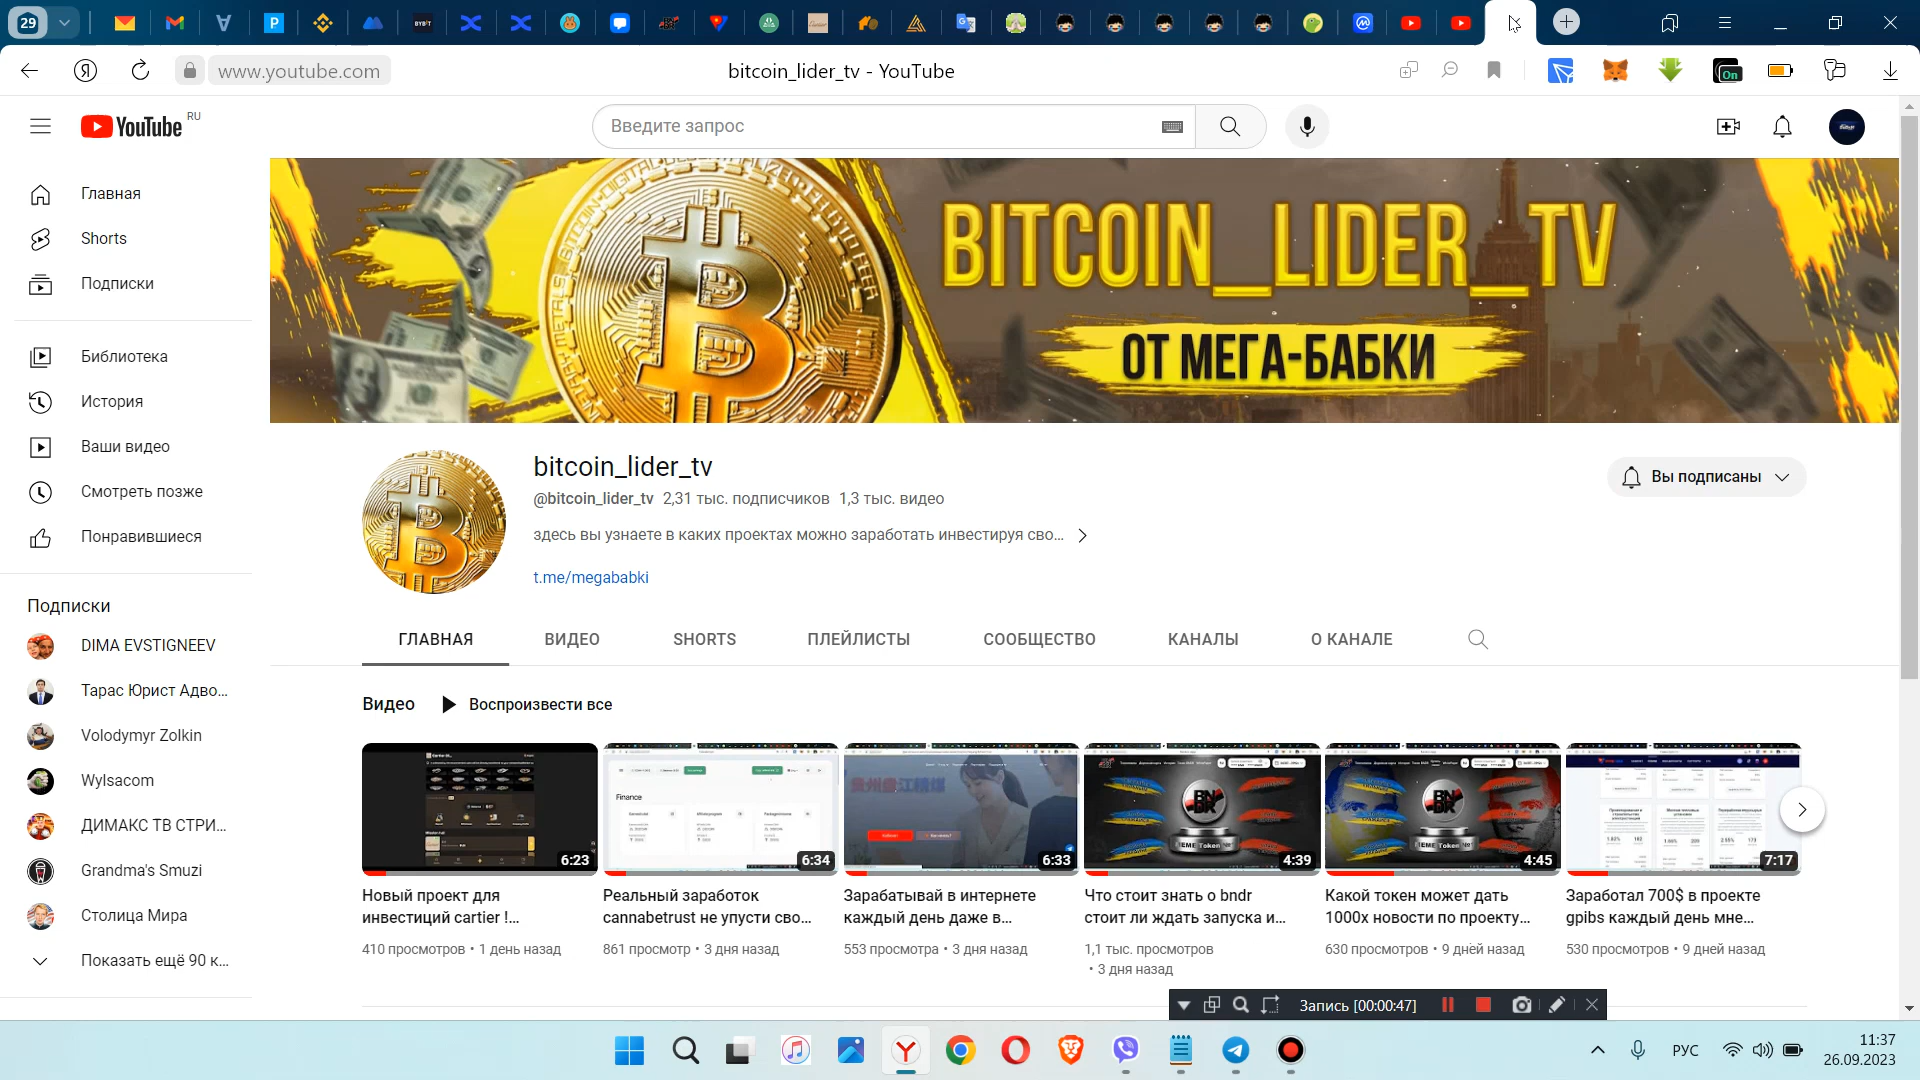 29
BYBIT
www.youtube.com
bitcoin_lider_tv - YouTube
On
YouTube
RU
Введите запрос
Главная
Shorts
Подписки
Библиотека
История
Ваши видео
Смотреть позже
Понравившиеся
Подписки
DIMA EVSTIGNEEV
Тарас Юрист Адво...
Volodymyr Zolkin
Wylsacom
ДИМАКС ТВ СТРИ...
Grandma's Smuzi
Столица Мира
Показать ещё 90 к...
BITCOIN_LIDER_TV
ОТ МЕГА-БАБКИ
bitcoin_lider_tv
@bitcoin_lider_tv 2,31 тыс. подписчиков 1,3 тыс. видео
здесь вы узнаете в каких проектах можно заработать инвестируя сво...
t.me/megababki
Вы подписаны
ГЛАВНАЯ ВИДЕО SHORTS ПЛЕЙЛИСТЫ СООБЩЕСТВО КАНАЛЫ О КАНАЛЕ
Видео Воспроизвести все
Finance
BNDR
MEME Token №1
6:23
6:34
6:33
4:39
4:45
7:17
Новый проект для
инвестиций cartier !...
410 просмотров • 1 день назад
Реальный заработок
cannabetrust не упусти сво...
861 просмотр • 3 дня назад
Зарабатывай в интернете
каждый день даже в...
553 просмотра • 3 дня назад
Что стоит знать о bndr
стоит ли ждать запуска и...
1,1 тыс. просмотров
• 3 дня назад
Какой токен может дать
1000x новости по проекту...
630 просмотров • 9 дней назад
Заработал 700$ в проекте
gpibs каждый день мне...
530 просмотров • 9 дней назад
Запись [00:00:47]
РУС
11:37
26.09.2023